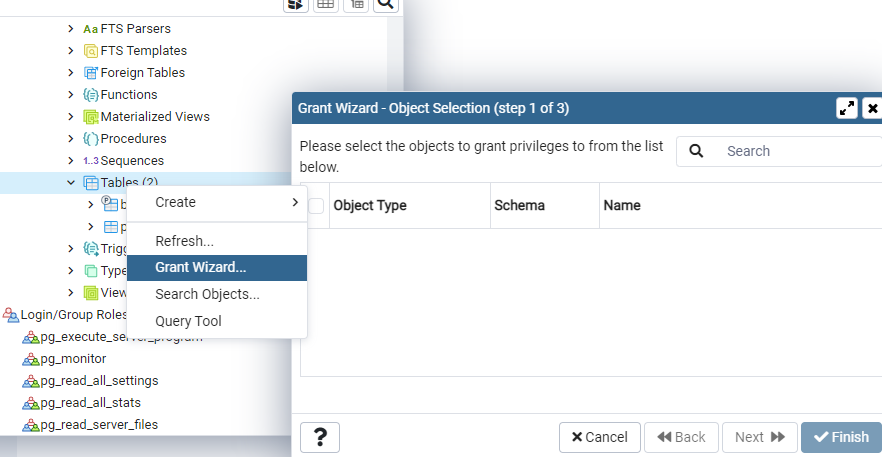 Aa FTS Parsers
FTS Templates
Foreign Tables
Functions
Materialized Views
Procedures
1..3 Sequences
Tables (2)
Trigg
Type
View
Login/Group Roles
pg_execute_server_program
pg_monitor
pg_read_all_settings
pg_read_all_stats
pg_read_server_files
Create
Refresh...
Grant Wizard...
Search Objects...
Query Tool
Grant Wizard - Object Selection (step 1 of 3)
Please select the objects to grant privileges to from the list
below.
Search
Object Type Schema Name
? Cancel Back Next Finish